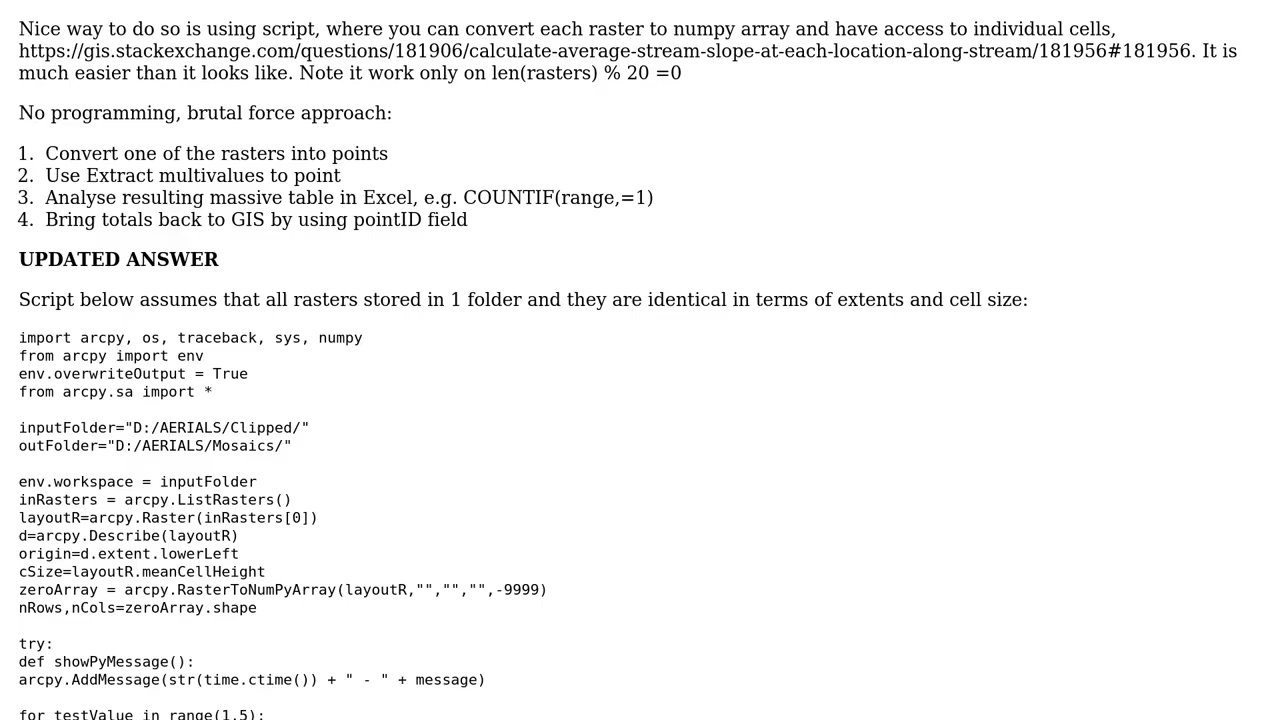 Nice way to do so is using script, where you can convert each raster to numpy array and have access to individual cells,
https://gis.stackexchange.com/questions/181906/calculate-average-stream-slope-at-each-location-along-stream/181956#181956. It is
much easier than it looks like. Note it work only on len(rasters) % 20 =0
No programming, brutal force approach:
1. Convert one of the rasters into points
2. Use Extract multivalues to point
3. Analyse resulting massive table in Excel, e.g. COUNTIF(range,=1)
4. Bring totals back to GIS by using pointID field
UPDATED ANSWER
Script below assumes that all rasters stored in 1 folder and they are identical in terms of extents and cell size:
import arcpy, os, traceback, sys, numpy
from arcpy import env
env.overwriteOutput = True
from arcpy.sa import *
inputFolder="D:/AERIALS/Clipped/"
outFolder="D:/AERIALS/Mosaics/"
env.workspace = inputFolder
inRasters = arcpy.ListRasters()
layoutR=arcpy.Raster(inRasters[0])
d=arcpy.Describe(layoutR)
origin=d.extent.lowerLeft
cSize=layoutR.meanCellHeight
zeroArray = arcpy.RasterToNumPyArray(layoutR,"","","",-9999)
nRows,nCols=zeroArray.shape
try:
def showPyMessage():
arcpy.AddMessage(str(time.ctime()) + " - " + message)
for testValue in range(1,5):